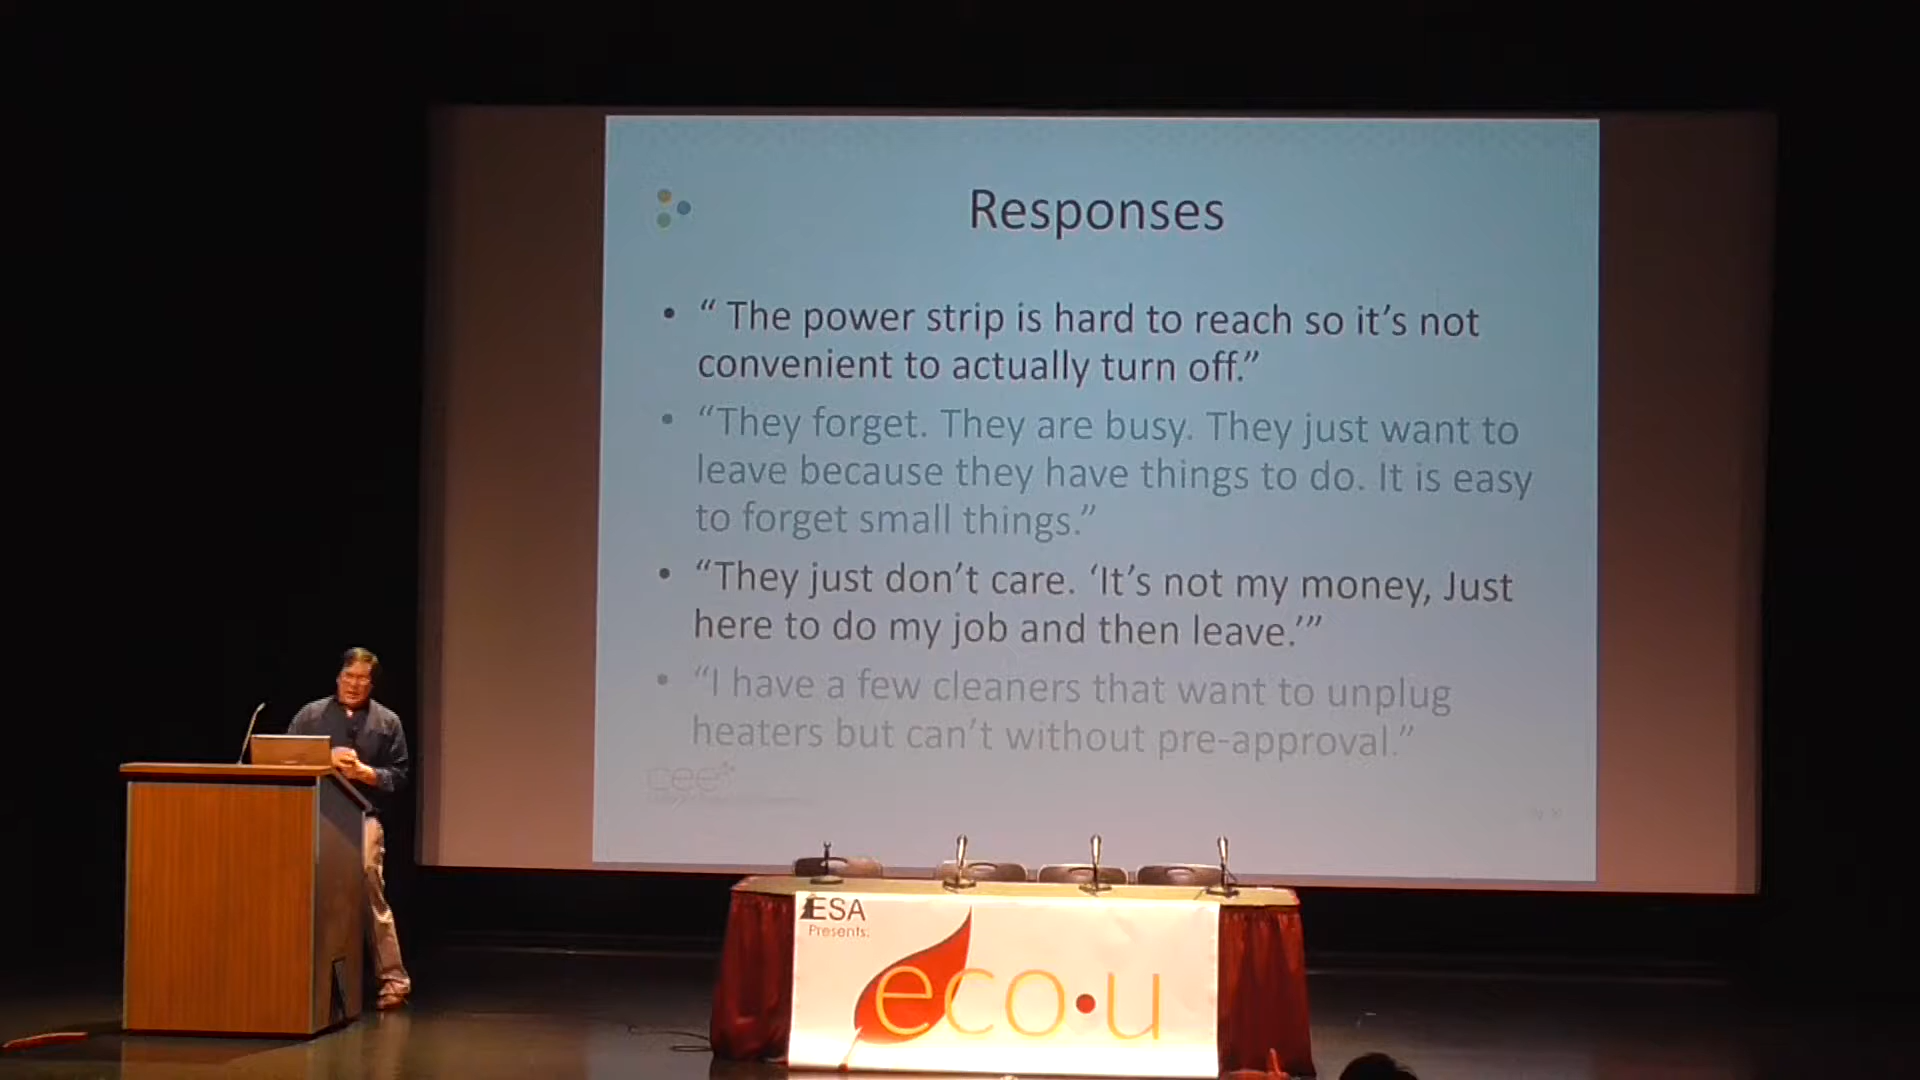 Responses
• “ The power strip is hard to reach so it’s not
convenient to actually turn off.”
• “They forget. They are busy. They just want to
leave because they have things to do. It is easy
to forget small things.”
• “They just don’t care. ‘It’s not my money, Just
here to do my job and then leave.’”
• “I have a few cleaners that want to unplug
heaters but can’t without pre-approval.”
cee
ESA
Presents:
eco•u